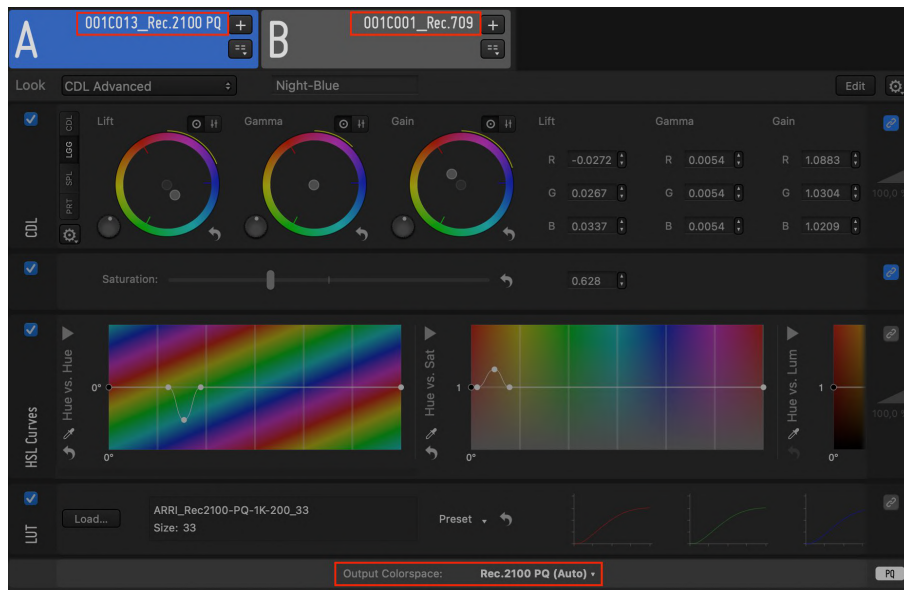 A
001C013_Rec.2100 PQ
+
B
001C001_Rec.709
+
Look
CDL Advanced
Night-Blue
Edit
CDL
CDL
LGG
SPL
PRT
Lift
Gamma
Gain
Lift
Gamma
Gain
R -0.0272 R 0.0054 R 1.0883
G 0.0267 G 0.0054 G 1.0304
B 0.0337 B 0.0054 B 1.0209
100,0
Saturation:
0.628
HSL Curves
Hue vs. Hue
0°
0°
Hue vs. Sat
1
0°
Hue vs. Lum
1
0°
100,0
LUT
Load...
ARRI_Rec2100-PQ-1K-200_33
Size: 33
Preset
Output Colorspace: Rec.2100 PQ (Auto)
PQ